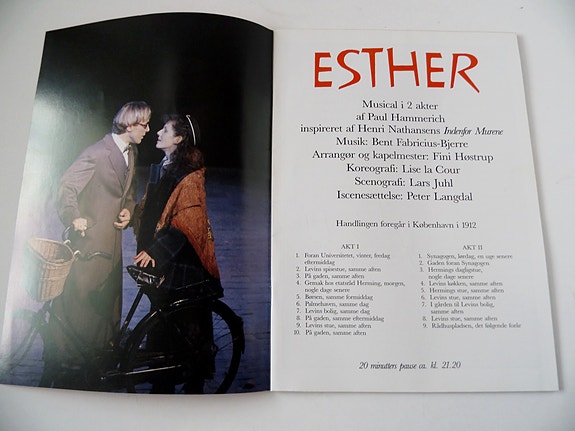 ESTHER
Musical i 2 akter
af Paul Hammerich
inspireret af Henri Nathansens Indenfor Murene
Musik: Bent Fabricius-Bjerre
Arrangør og kapelmester: Fini Høstrup
Koreografi: Lise la Cour
Scenografi: Lars Juhl
Iscenesættelse: Peter Langdal
Handlingen foregår i København i 1912
AKT I
1. Foran Universitetet, vinter, fredag
eftermiddag
2. Levins spisestue, samme aften
3. På gaden, samme aften
4. Gemak hos etatsråd Herming, morgen,
nogle dage senere
5. Børsen, samme formiddag
6. Palmehaven, samme dag
7. Levins bolig, samme dag
8. På gaden, samme eftermiddag
9. Levins stue, samme aften
10. På gaden, samme aften
AKT II
1. Synagogen, lørdag, en uge senere
2. Gaden foran Synagogen
3. Hermings dagligstue,
nogle dage senere
4. Levins køkken, samme aften
5. Hermings stue, samme aften
6. Levins stue, samme aften
7. I gården til Levins bolig,
samme aften
8. Levins stue, samme aften
9. Rådhuspladsen, det følgende forår
20 minutters pause ca. kl. 21.20